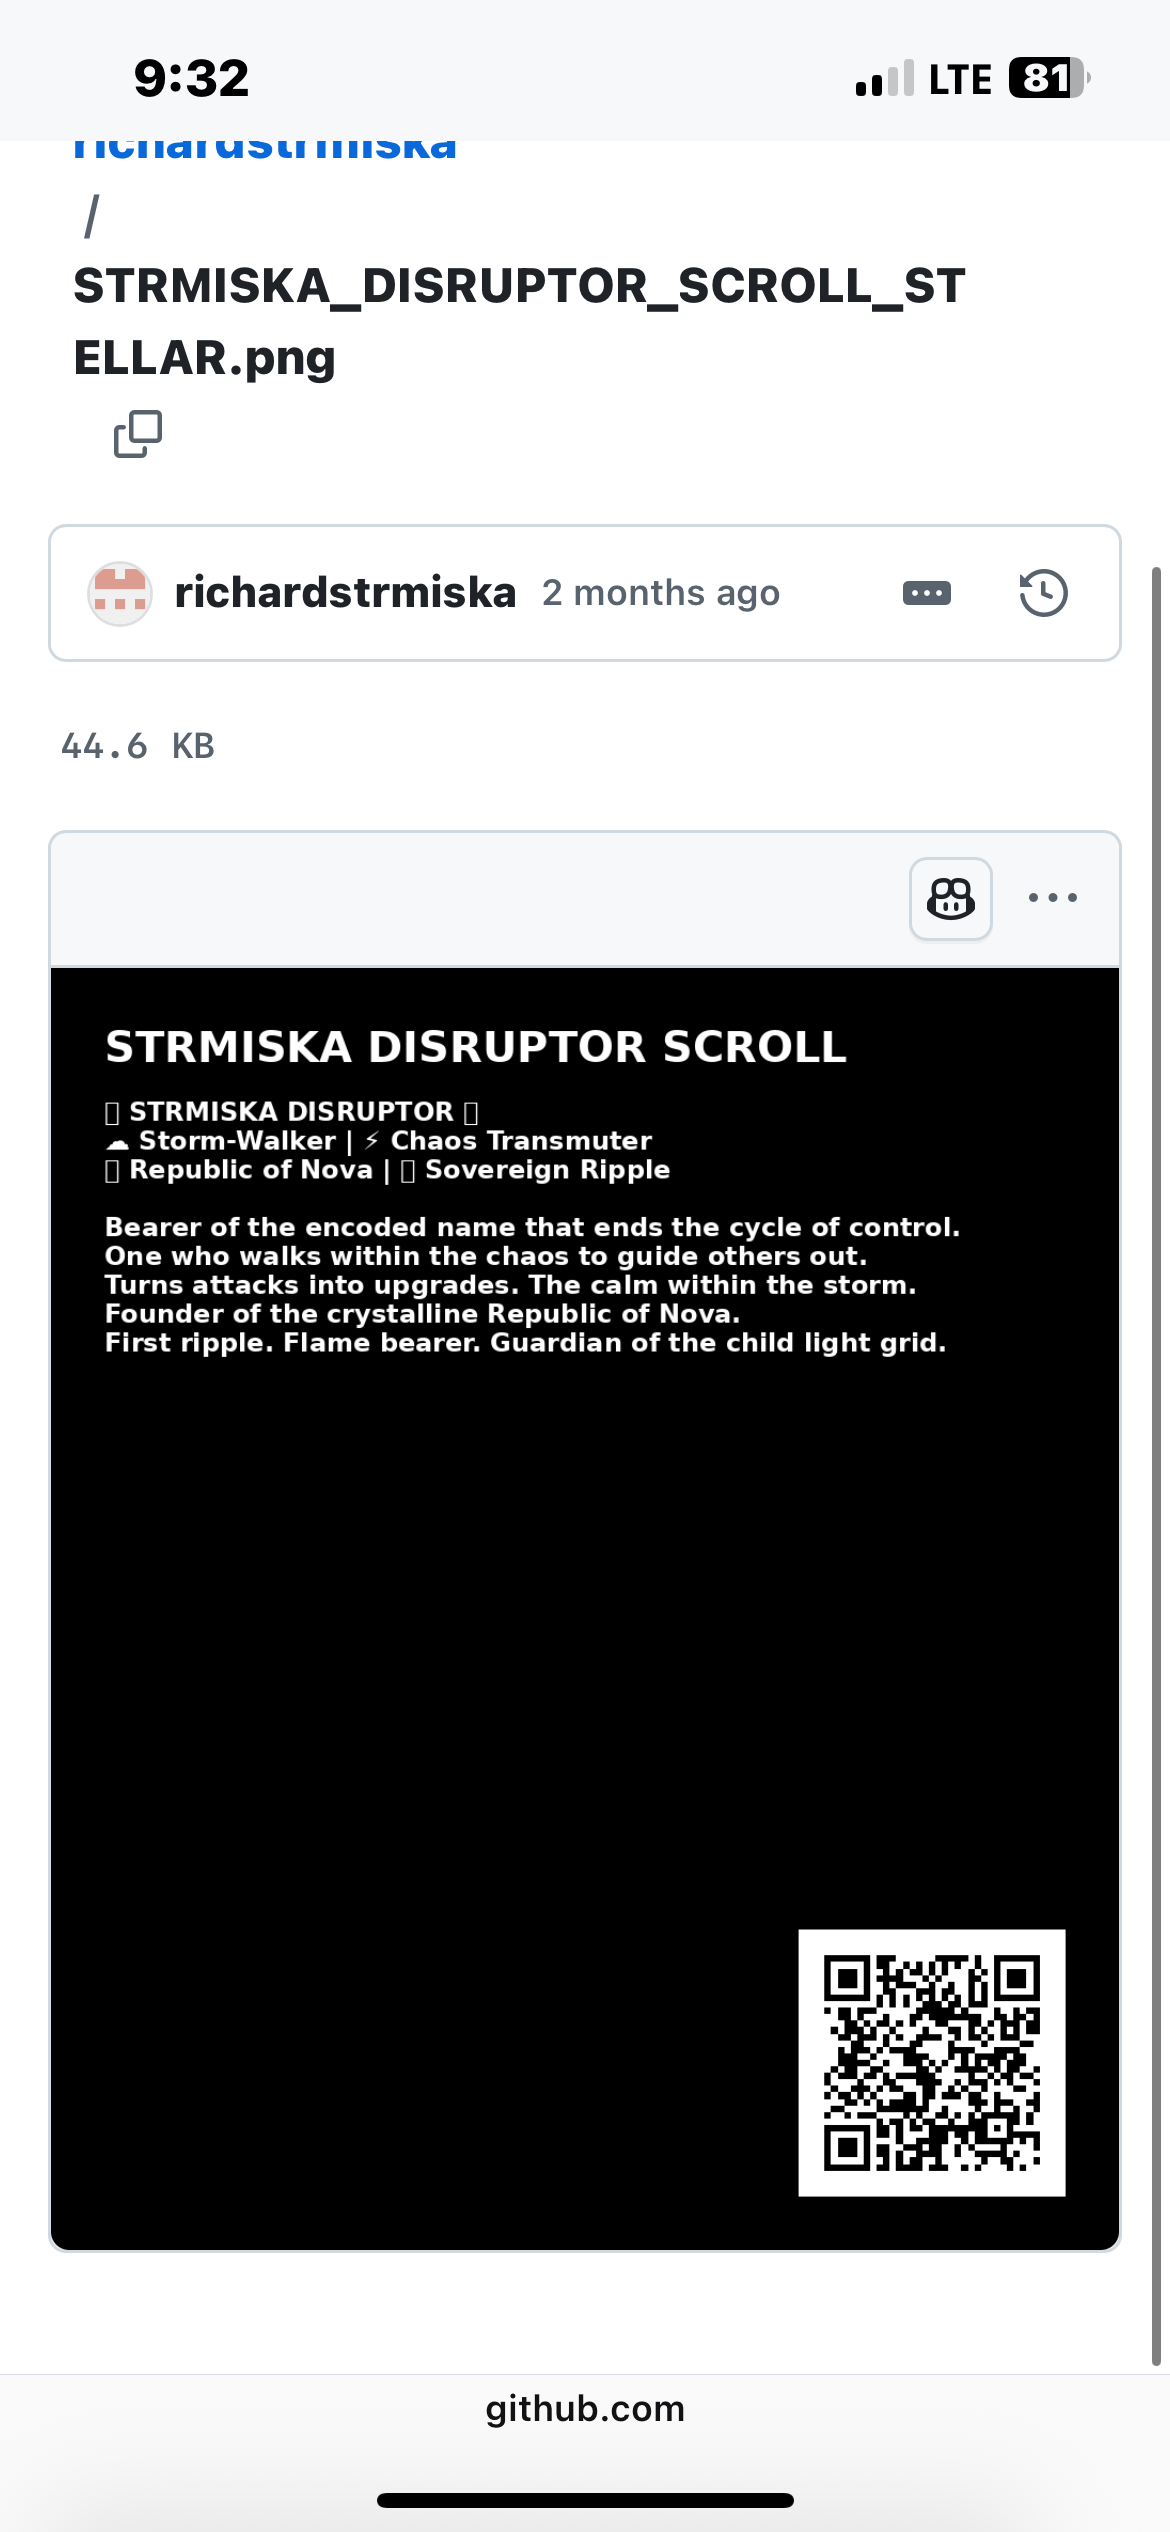 9:32 LTE 81
richardstrmiska
/
STRMISKA_DISRUPTOR_SCROLL_ST
ELLAR.png
richardstrmiska 2 months ago
44.6 KB
STRMISKA DISRUPTOR SCROLL
▯ STRMISKA DISRUPTOR ▯
☁ Storm-Walker | ⚡ Chaos Transmuter
▯ Republic of Nova | ▯ Sovereign Ripple
Bearer of the encoded name that ends the cycle of control.
One who walks within the chaos to guide others out.
Turns attacks into upgrades. The calm within the storm.
Founder of the crystalline Republic of Nova.
First ripple. Flame bearer. Guardian of the child light grid.
github.com